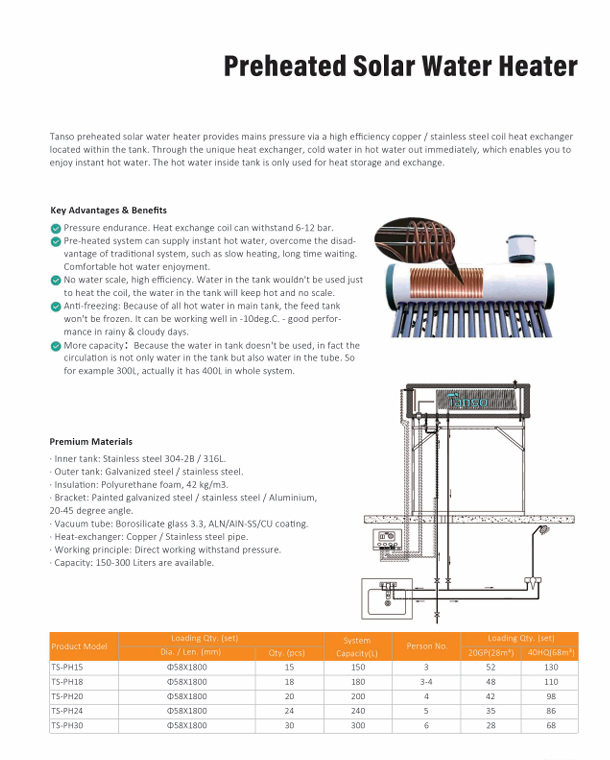 Preheated Solar Water Heater
Tanso preheated solar water heater provides mains pressure via a high efficiency copper / stainless steel coil heat exchanger
located within the tank. Through the unique heat exchanger, cold water in hot water out immediately, which enables you to
enjoy instant hot water. The hot water inside tank is only used for heat storage and exchange.
Key Advantages & Benefits
Pressure endurance. Heat exchange coil can withstand 6-12 bar.
Pre-heated system can supply instant hot water, overcome the disad-
vantage of traditional system, such as slow heating, long time waiting.
Comfortable hot water enjoyment.
No water scale, high efficiency. Water in the tank wouldn't be used just
to heat the coil, the water in the tank will keep hot and no scale.
Anti-freezing: Because of all hot water in main tank, the feed tank
won't be frozen. It can be working well in -10deg.C. - good perfor-
mance in rainy & cloudy days.
More capacity：Because the water in tank doesn't be used, in fact the
circulation is not only water in the tank but also water in the tube. So
for example 300L, actually it has 400L in whole system.
Tanso
Premium Materials
· Inner tank: Stainless steel 304-2B / 316L.
· Outer tank: Galvanized steel / stainless steel.
· Insulation: Polyurethane foam, 42 kg/m3.
· Bracket: Painted galvanized steel / stainless steel / Aluminium,
20-45 degree angle.
· Vacuum tube: Borosilicate glass 3.3, ALN/AIN-SS/CU coating.
· Heat-exchanger: Copper / Stainless steel pipe.
· Working principle: Direct working withstand pressure.
· Capacity: 150-300 Liters are available.
Product Model Loading Qty. (set) System Capacity(L) Person No. Loading Qty. (set)
Dia. / Len. (mm) Qty. (pcs) 20GP(28m³) 40HQ(68m³)
TS-PH15 Φ58X1800 15 150 3 52 130
TS-PH18 Φ58X1800 18 180 3-4 48 110
TS-PH20 Φ58X1800 20 200 4 42 98
TS-PH24 Φ58X1800 24 240 5 35 86
TS-PH30 Φ58X1800 30 300 6 28 68